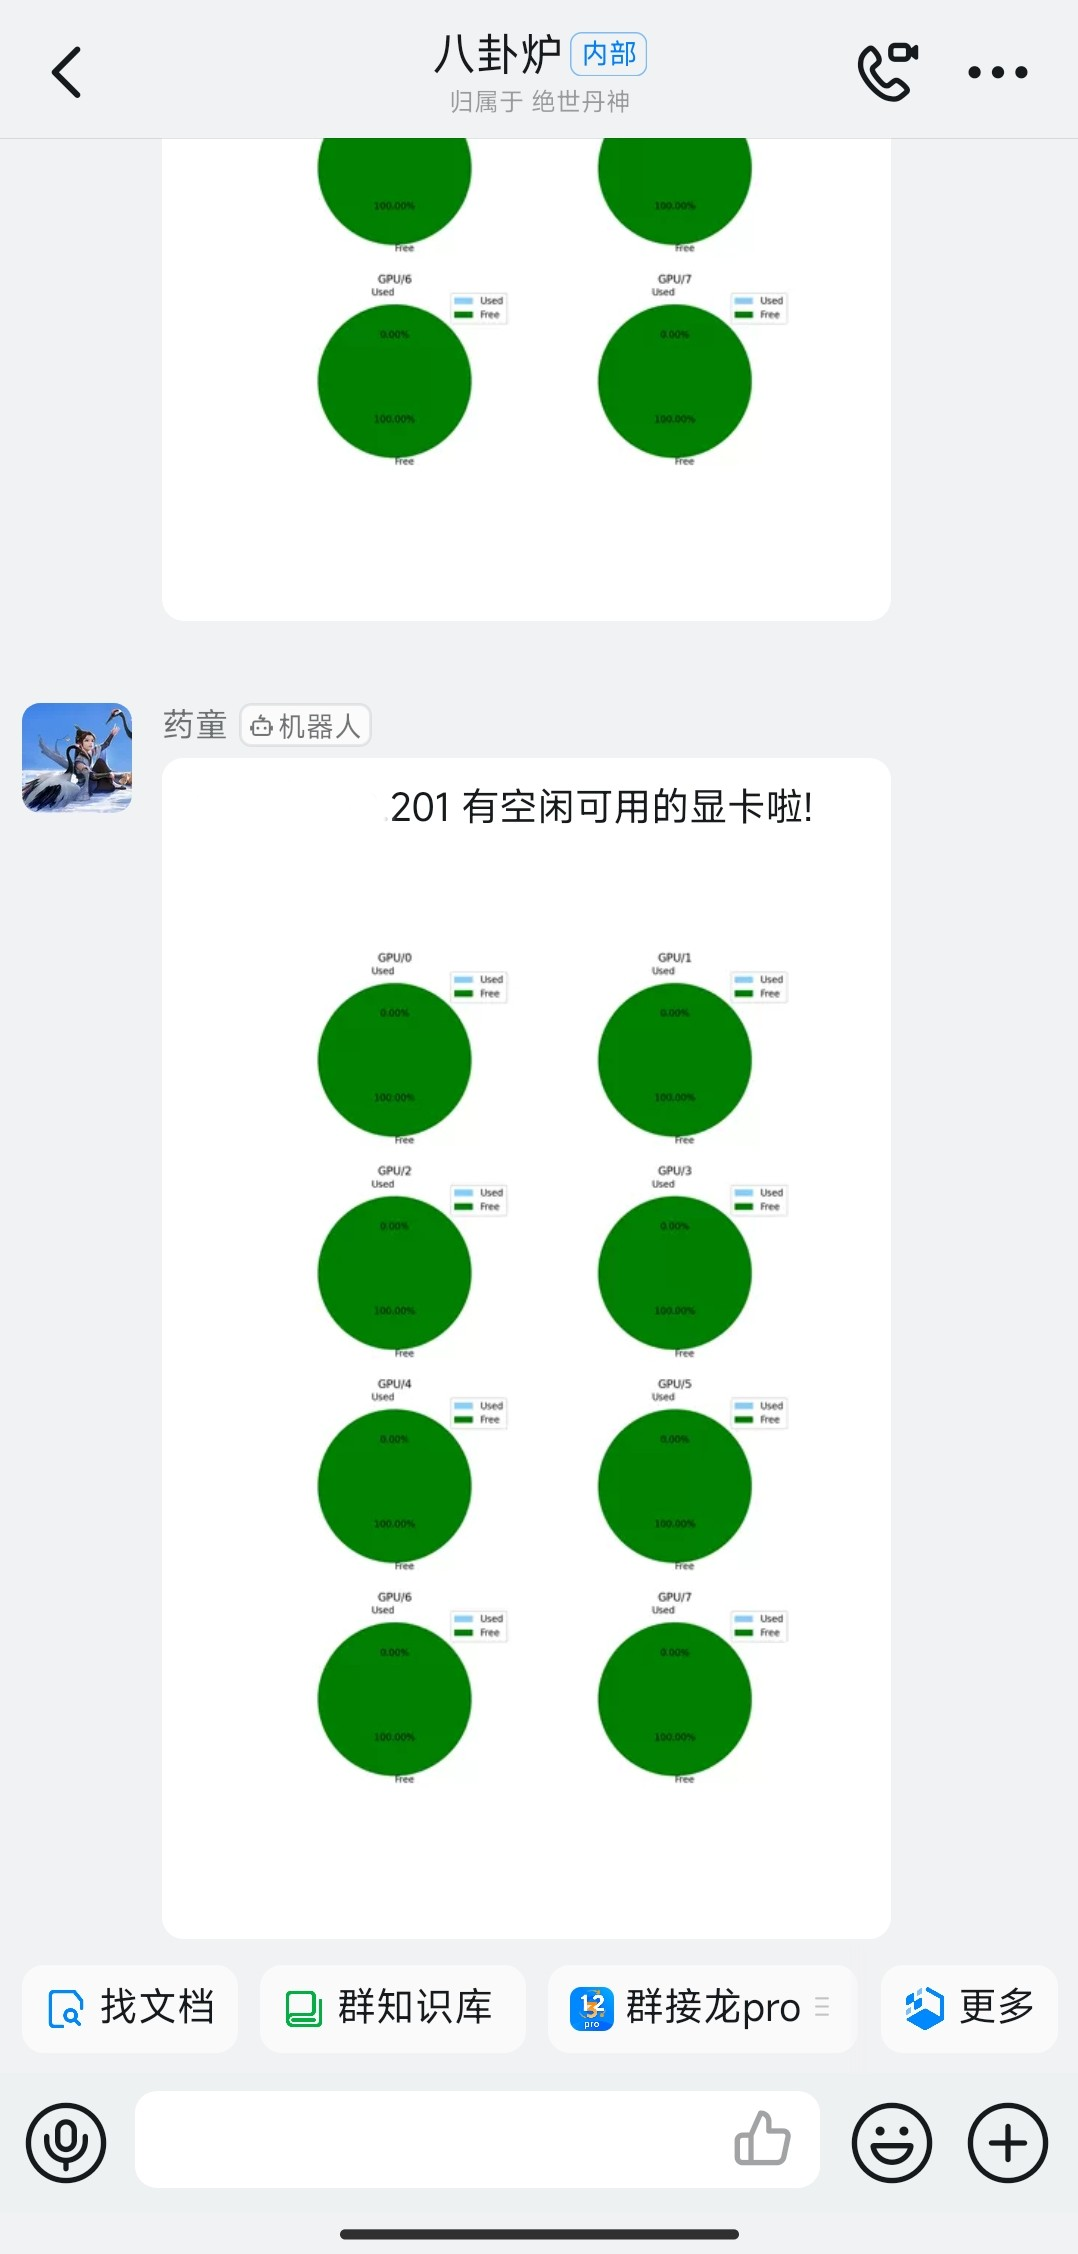 八卦炉 内部
归属于 绝世丹神
100.00% 100.00%
Free Free
GPU/6 GPU/7
Used Used
Used Used
Free Free
0.00% 0.00%
100.00% 100.00%
Free Free
药童 机器人
.201 有空闲可用的显卡啦!
GPU/0 GPU/1
Used Used
Used Used
Free Free
0.00% 0.00%
100.00% 100.00%
Free Free
GPU/2 GPU/3
Used Used
Used Used
Free Free
0.00% 0.00%
100.00% 100.00%
Free Free
GPU/4 GPU/5
Used Used
Used Used
Free Free
0.00% 0.00%
100.00% 100.00%
Free Free
GPU/6 GPU/7
Used Used
Used Used
Free Free
0.00% 0.00%
100.00% 100.00%
Free Free
找文档 群知识库 123 pro 群接龙pro 更多